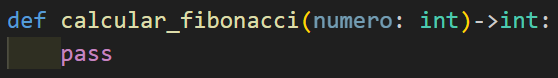 def calcular_fibonacci(numero: int)->int:
    pass